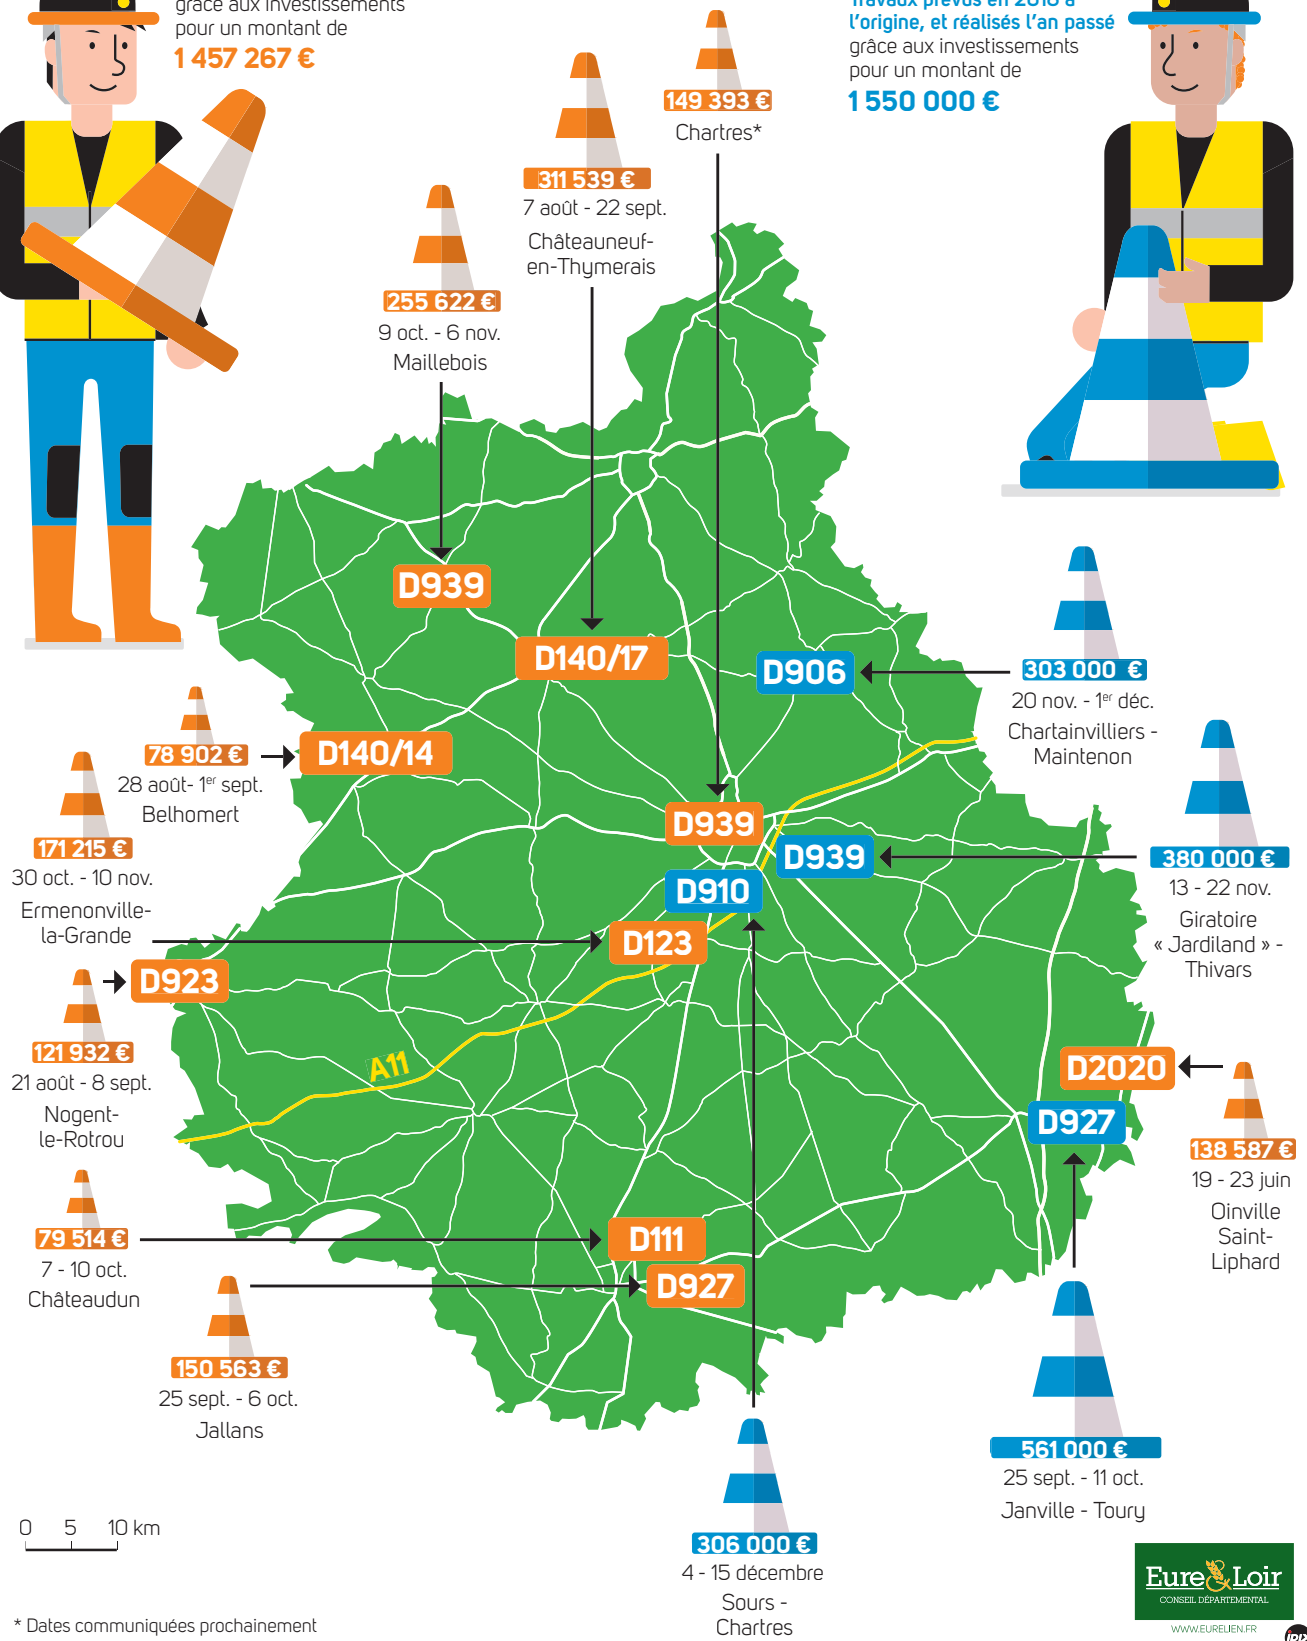 grâce aux investissements
pour un montant de
1 457 267 €
l’origine, et réalisés l’an passé
grâce aux investissements
pour un montant de
1 550 000 €
149 393 €
Chartres*
311 539 €
7 août - 22 sept.
Châteauneuf-
en-Thymerais
255 622 €
9 oct. - 6 nov.
Maillebois
D939
D140/17
D906
303 000 €
20 nov. - 1er déc.
Chartainvilliers -
Maintenon
78 902 €
28 août- 1er sept.
Belhomert
D140/14
171 215 €
30 oct. - 10 nov.
Ermenonville-
la-Grande
D939
D939
380 000 €
13 - 22 nov.
Giratoire
« Jardiland » -
Thivars
D910
D123
D923
121 932 €
21 août - 8 sept.
Nogent-
le-Rotrou
A11
D2020
D927
138 587 €
19 - 23 juin
Oinville
Saint-
Liphard
79 514 €
7 - 10 oct.
Châteaudun
D111
D927
150 563 €
25 sept. - 6 oct.
Jallans
561 000 €
25 sept. - 11 oct.
Janville - Toury
306 000 €
4 - 15 décembre
Sours -
Chartres
0 5 10 km
* Dates communiquées prochainement
Eure & Loir
CONSEIL DÉPARTEMENTAL
WWW.EURELIEN.FR